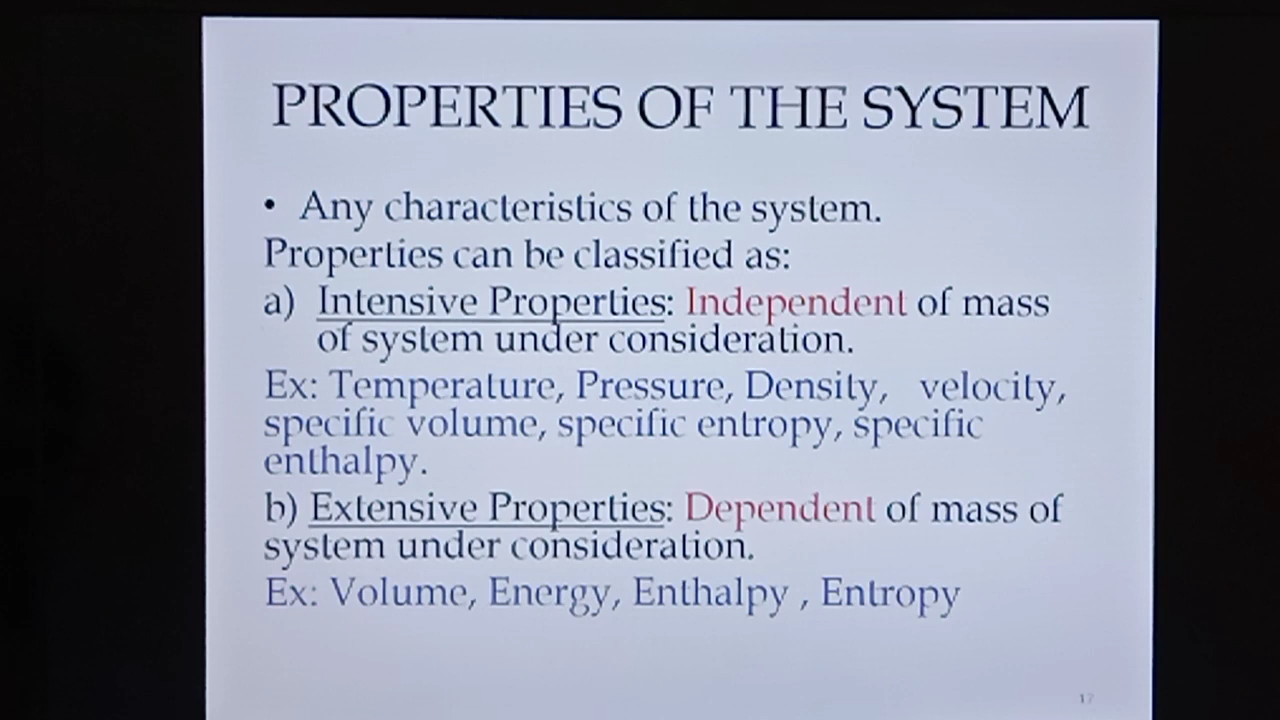 PROPERTIES OF THE SYSTEM
• Any characteristics of the system.
Properties can be classified as:
a) Intensive Properties: Independent of mass
of system under consideration.
Ex: Temperature, Pressure, Density, velocity,
specific volume, specific entropy, specific
enthalpy.
b) Extensive Properties: Dependent of mass of
system under consideration.
Ex: Volume, Energy, Enthalpy , Entropy
17